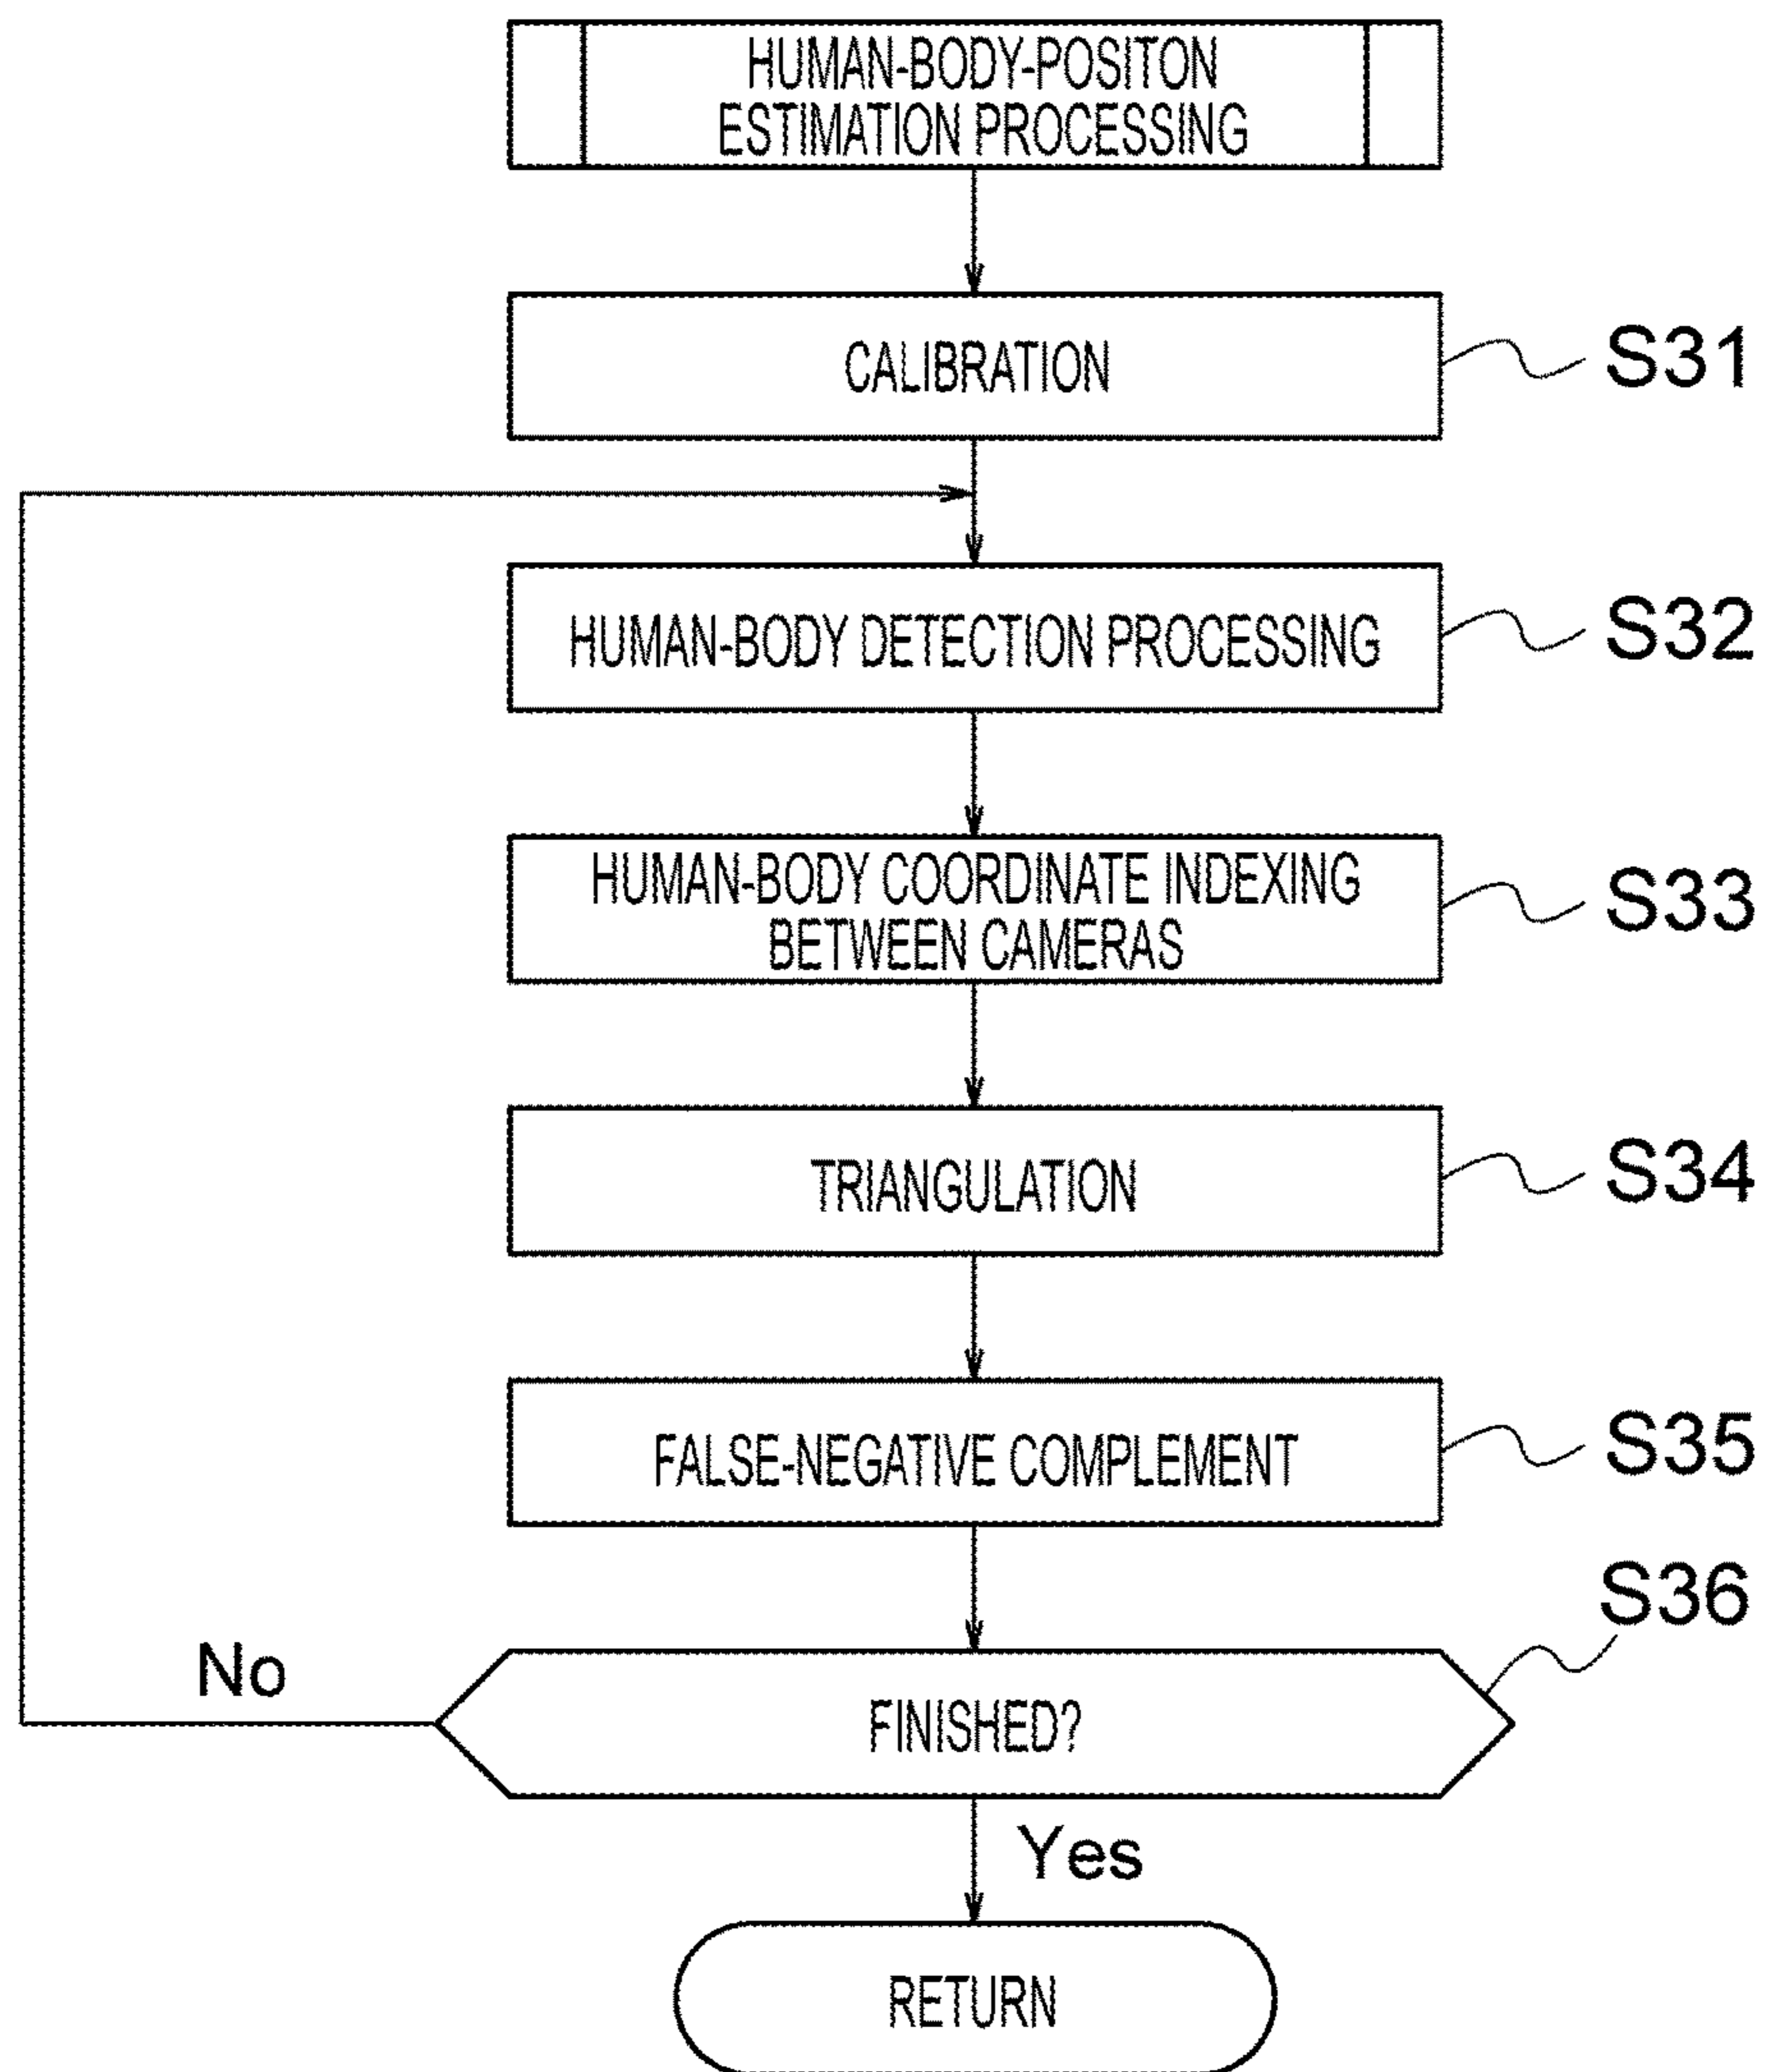 HUMAN-BODY-POSITON
ESTIMATION PROCESSING
CALIBRATION
S31
HUMAN-BODY DETECTION PROCESSING
S32
HUMAN-BODY COORDINATE INDEXING
BETWEEN CAMERAS
S33
TRIANGULATION
S34
FALSE-NEGATIVE COMPLEMENT
S35
S36
No
FINISHED?
Yes
RETURN